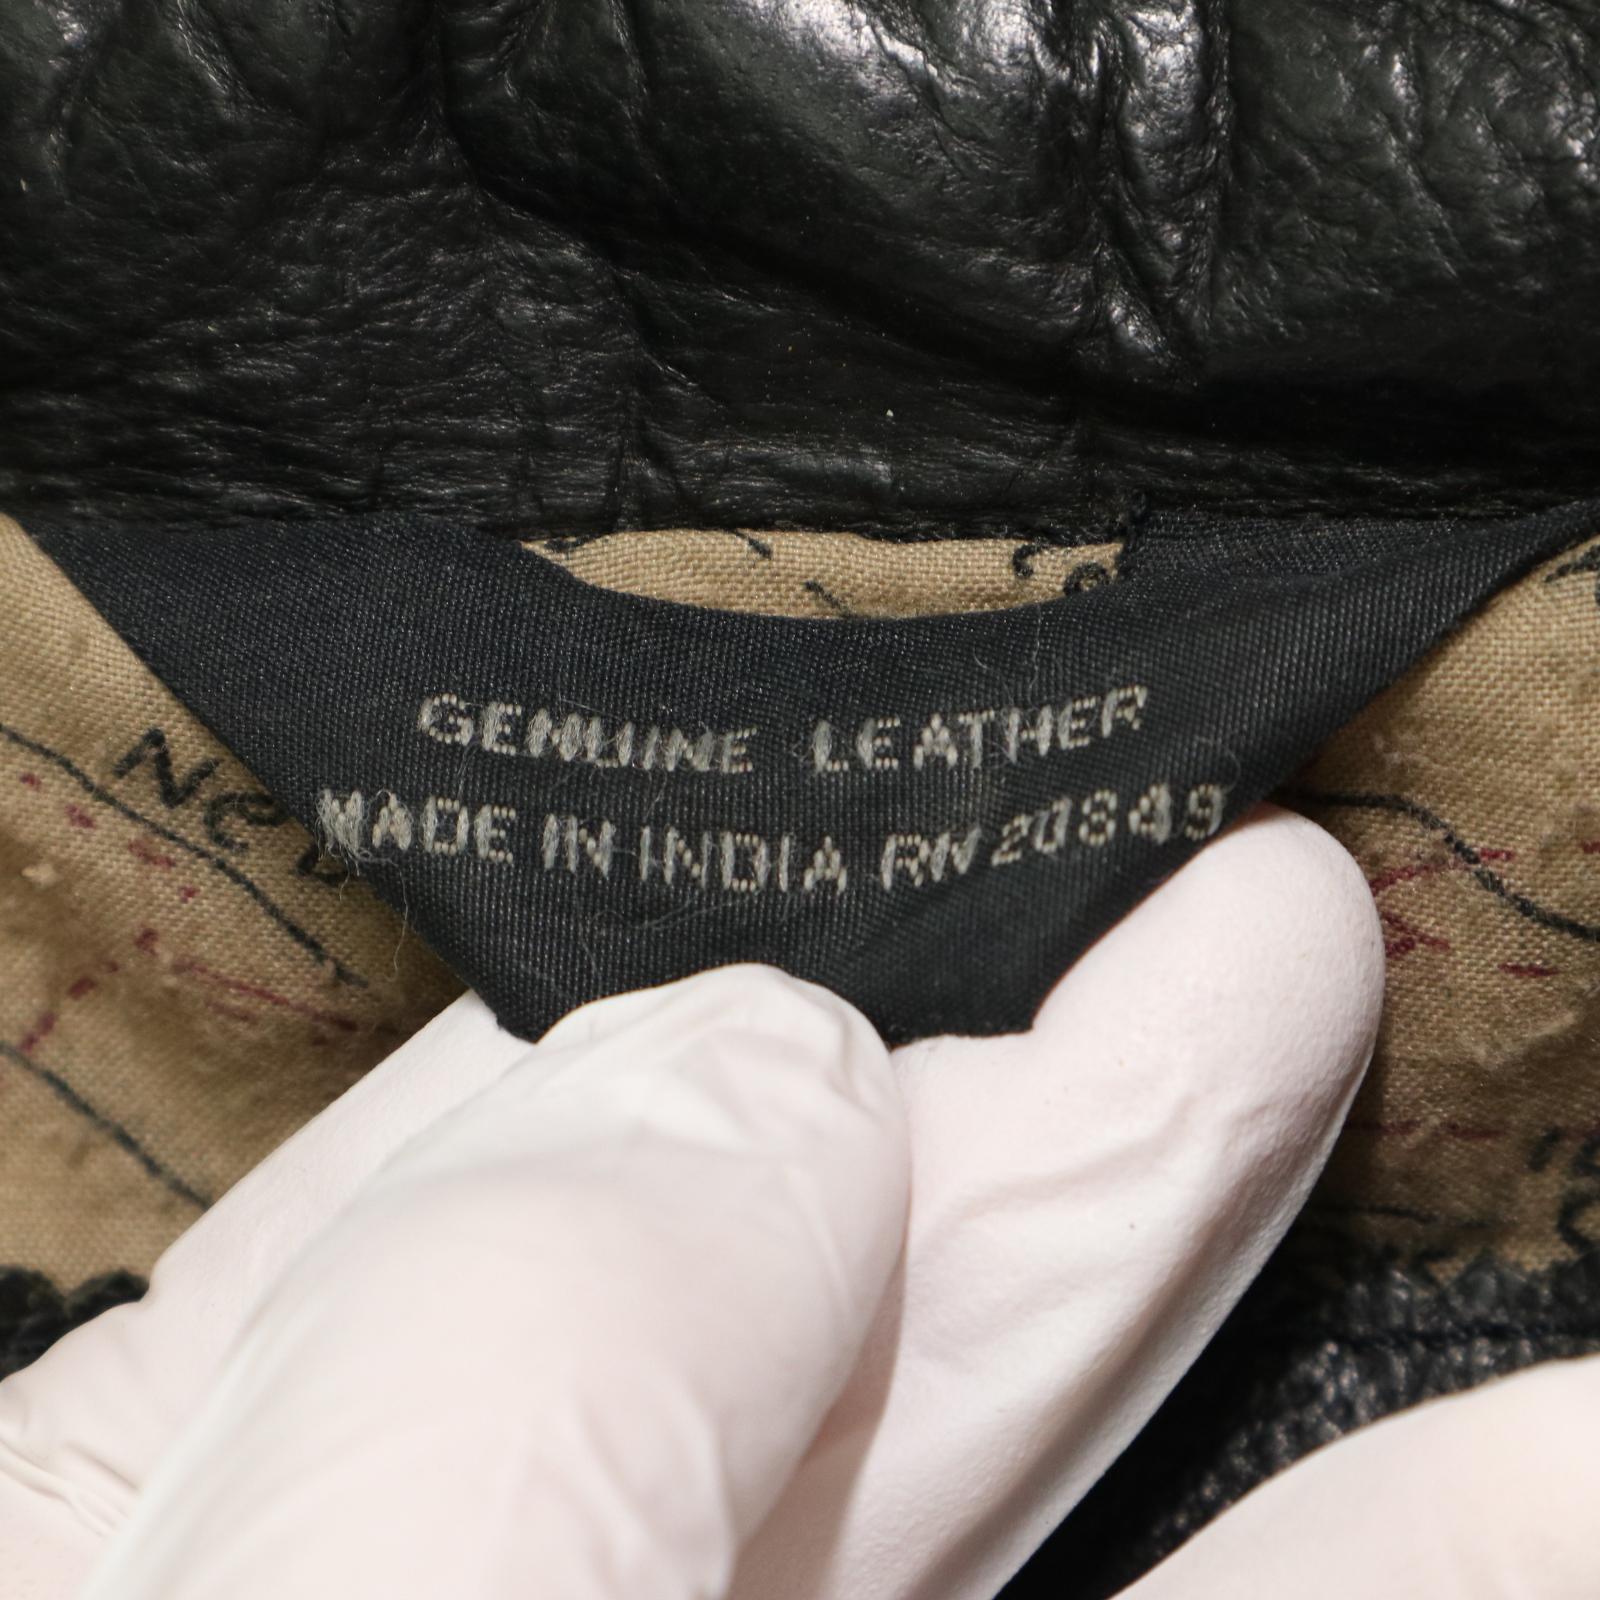 GENUINE LEATHER
MADE IN INDIA RN 20849